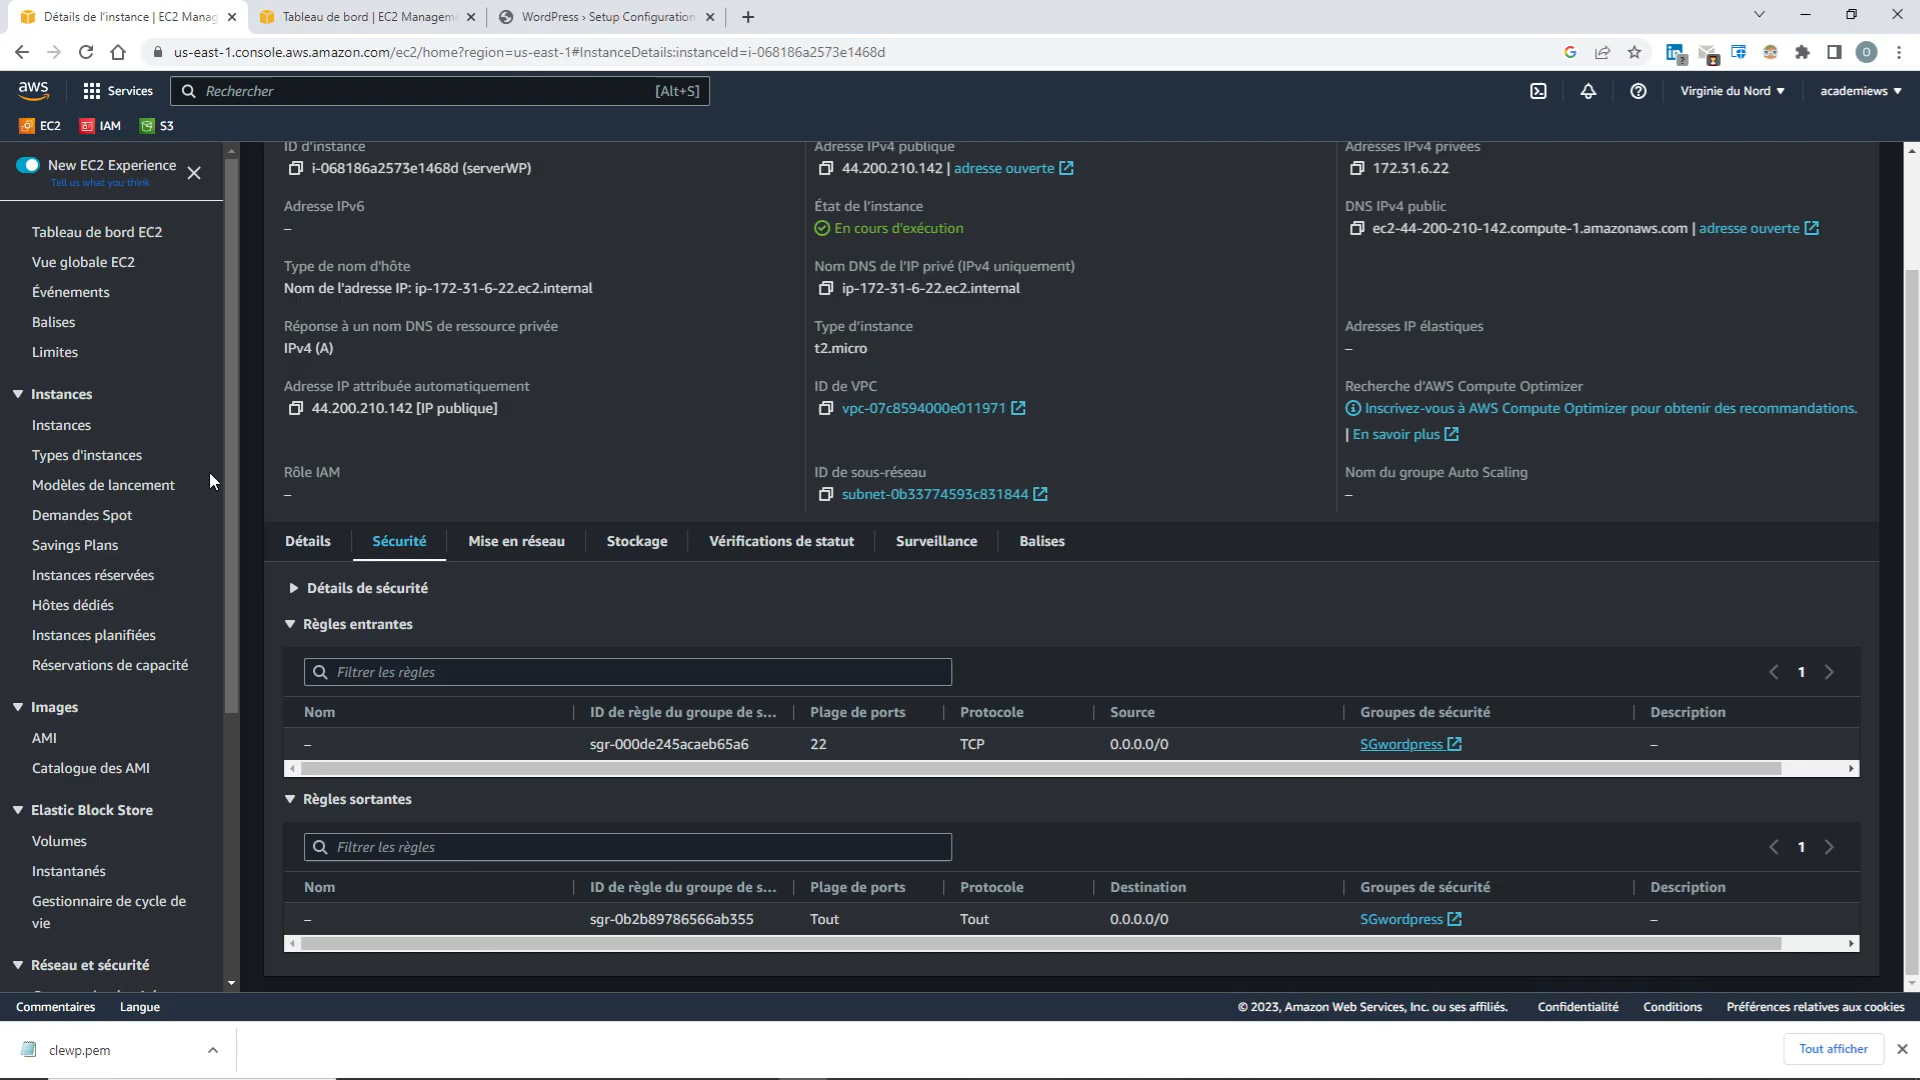 Détails de l'instance | EC2 Manag
Tableau de bord | EC2 Manageme
WordPress › Setup Configuration
us-east-1.console.aws.amazon.com/ec2/home?region=us-east-1#InstanceDetails:instanceId=i-068186a2573e1468d
aws
Services
Rechercher
[Alt+S]
Virginie du Nord
academiews
EC2
IAM
S3
New EC2 Experience
Tell us what you think
Tableau de bord EC2
Vue globale EC2
Événements
Balises
Limites
Instances
Instances
Types d'instances
Modèles de lancement
Demandes Spot
Savings Plans
Instances réservées
Hôtes dédiés
Instances planifiées
Réservations de capacité
Images
AMI
Catalogue des AMI
Elastic Block Store
Volumes
Instantanés
Gestionnaire de cycle de
vie
Réseau et sécurité
ID d'instance
i-068186a2573e1468d (serverWP)
Adresse IPv4 publique
44.200.210.142 | adresse ouverte
Adresses IPv4 privées
172.31.6.22
Adresse IPv6
–
État de l'instance
En cours d'exécution
DNS IPv4 public
ec2-44-200-210-142.compute-1.amazonaws.com | adresse ouverte
Type de nom d'hôte
Nom de l'adresse IP: ip-172-31-6-22.ec2.internal
Nom DNS de l'IP privé (IPv4 uniquement)
ip-172-31-6-22.ec2.internal
Réponse à un nom DNS de ressource privée
IPv4 (A)
Type d'instance
t2.micro
Adresses IP élastiques
–
Adresse IP attribuée automatiquement
44.200.210.142 [IP publique]
ID de VPC
vpc-07c8594000e011971
Recherche d'AWS Compute Optimizer
Inscrivez-vous à AWS Compute Optimizer pour obtenir des recommandations.
| En savoir plus
Rôle IAM
–
ID de sous-réseau
subnet-0b33774593c831844
Nom du groupe Auto Scaling
–
Détails
Sécurité
Mise en réseau
Stockage
Vérifications de statut
Surveillance
Balises
Détails de sécurité
Règles entrantes
Filtrer les règles
1
Nom
ID de règle du groupe de s...
Plage de ports
Protocole
Source
Groupes de sécurité
Description
–
sgr-000de245acaeb65a6
22
TCP
0.0.0.0/0
SGwordpress
–
Règles sortantes
Filtrer les règles
1
Nom
ID de règle du groupe de s...
Plage de ports
Protocole
Destination
Groupes de sécurité
Description
–
sgr-0b2b89786566ab355
Tout
Tout
0.0.0.0/0
SGwordpress
–
Commentaires
Langue
© 2023, Amazon Web Services, Inc. ou ses affiliés.
Confidentialité
Conditions
Préférences relatives aux cookies
clewp.pem
Tout afficher